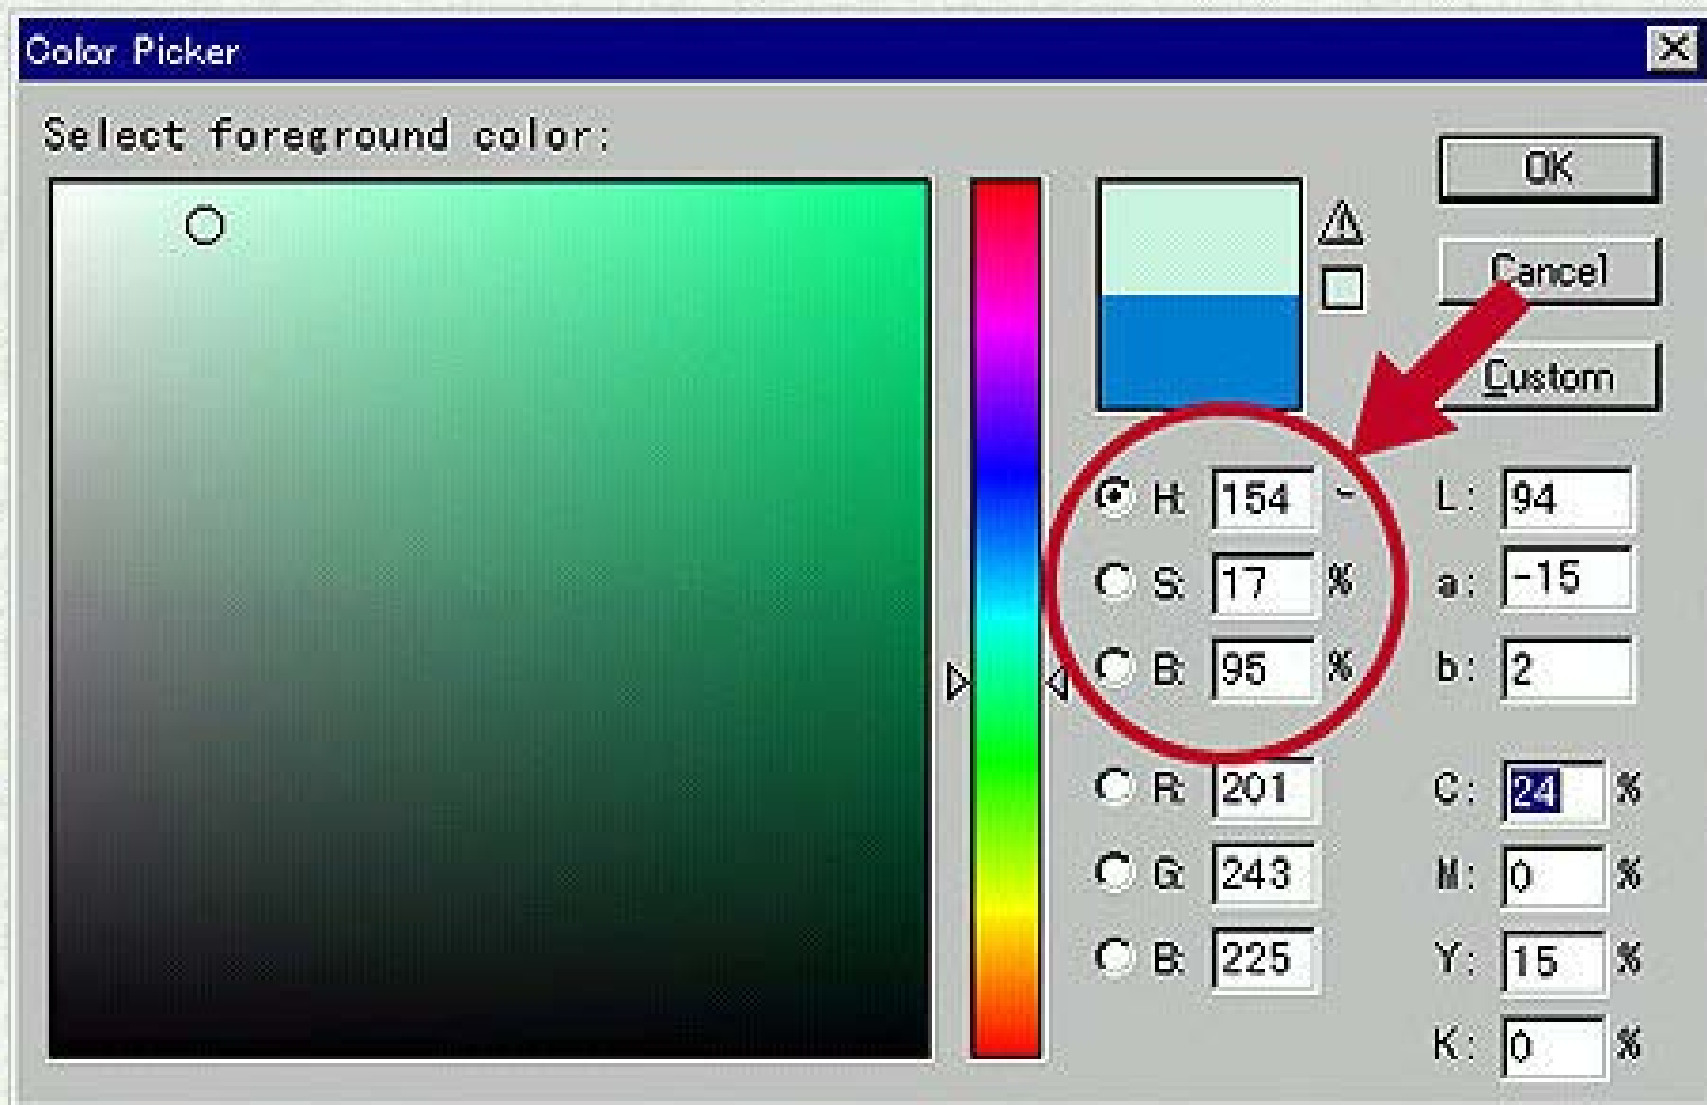 Color Picker
Select foreground color:
OK
Cancel
Custom
H: 154 ~
S: 17 %
B: 95 %
R: 201
G: 243
B: 225
L: 94
a: -15
b: 2
C: 24 %
M: 0 %
Y: 15 %
K: 0 %